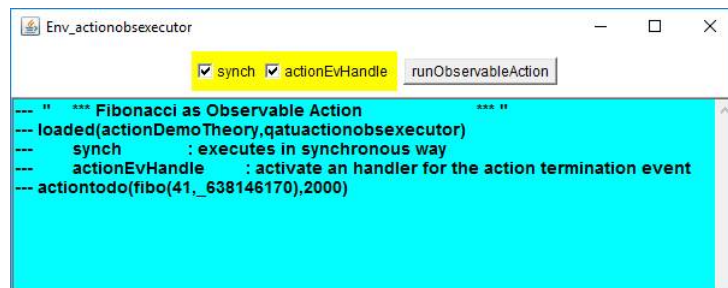 Env_actionobsexecutor
synch actionEvHandle runObservableAction
--- " *** Fibonacci as Observable Action *** "
--- loaded(actionDemoTheory,qatuactionobsexecutor)
--- synch : executes in synchronous way
--- actionEvHandle : activate an handler for the action termination event
--- actiontodo(fibo(41,_638146170),2000)